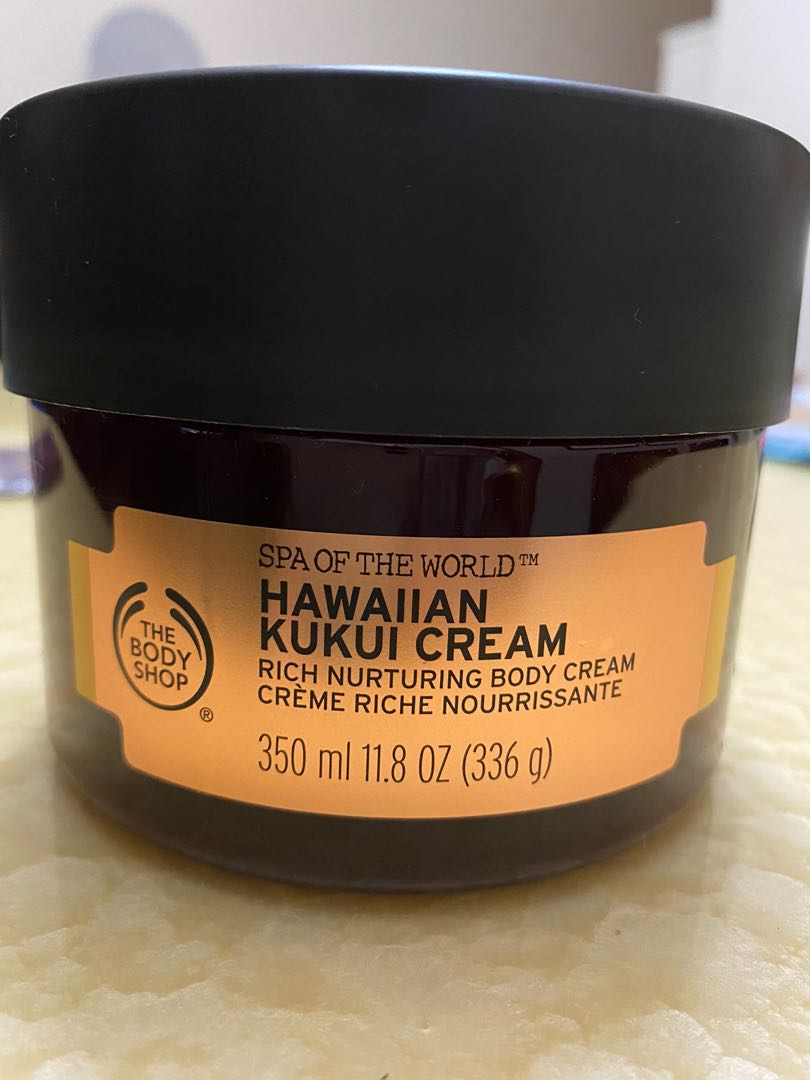 SPA OF THE WORLD™
HAWAIIAN
KUKUI CREAM
RICH NURTURING BODY CREAM
CRÈME RICHE NOURRISSANTE
350 ml 11.8 OZ (336 g)
THE
BODY
SHOP
®